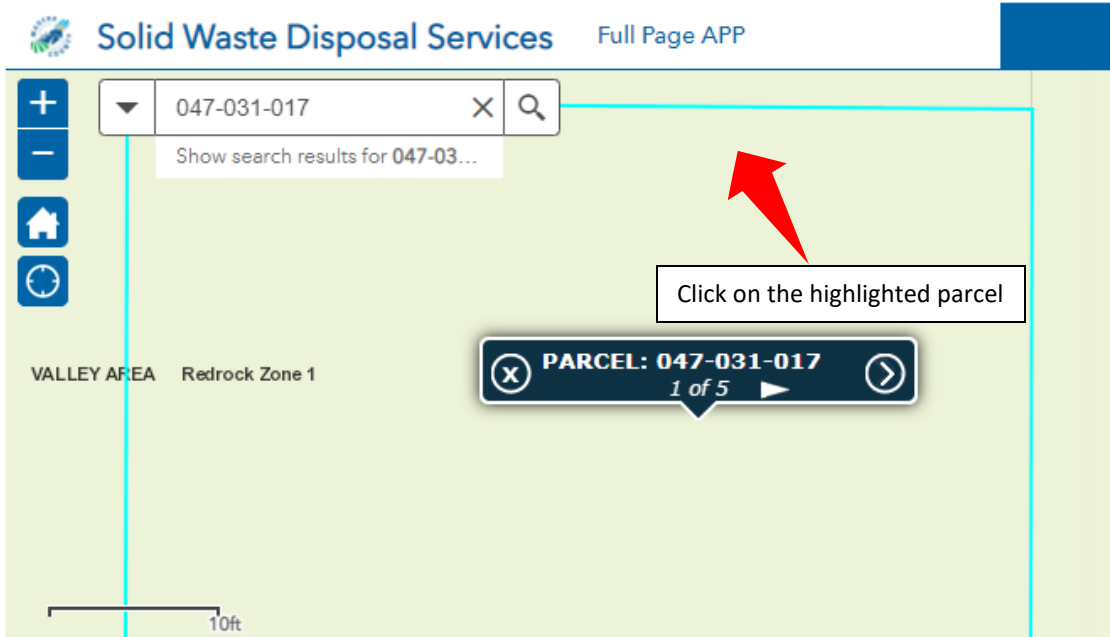 Solid Waste Disposal Services Full Page APP
047-031-017
Show search results for 047-03...
Click on the highlighted parcel
VALLEY AREA Redrock Zone 1
PARCEL: 047-031-017
1 of 5
10ft